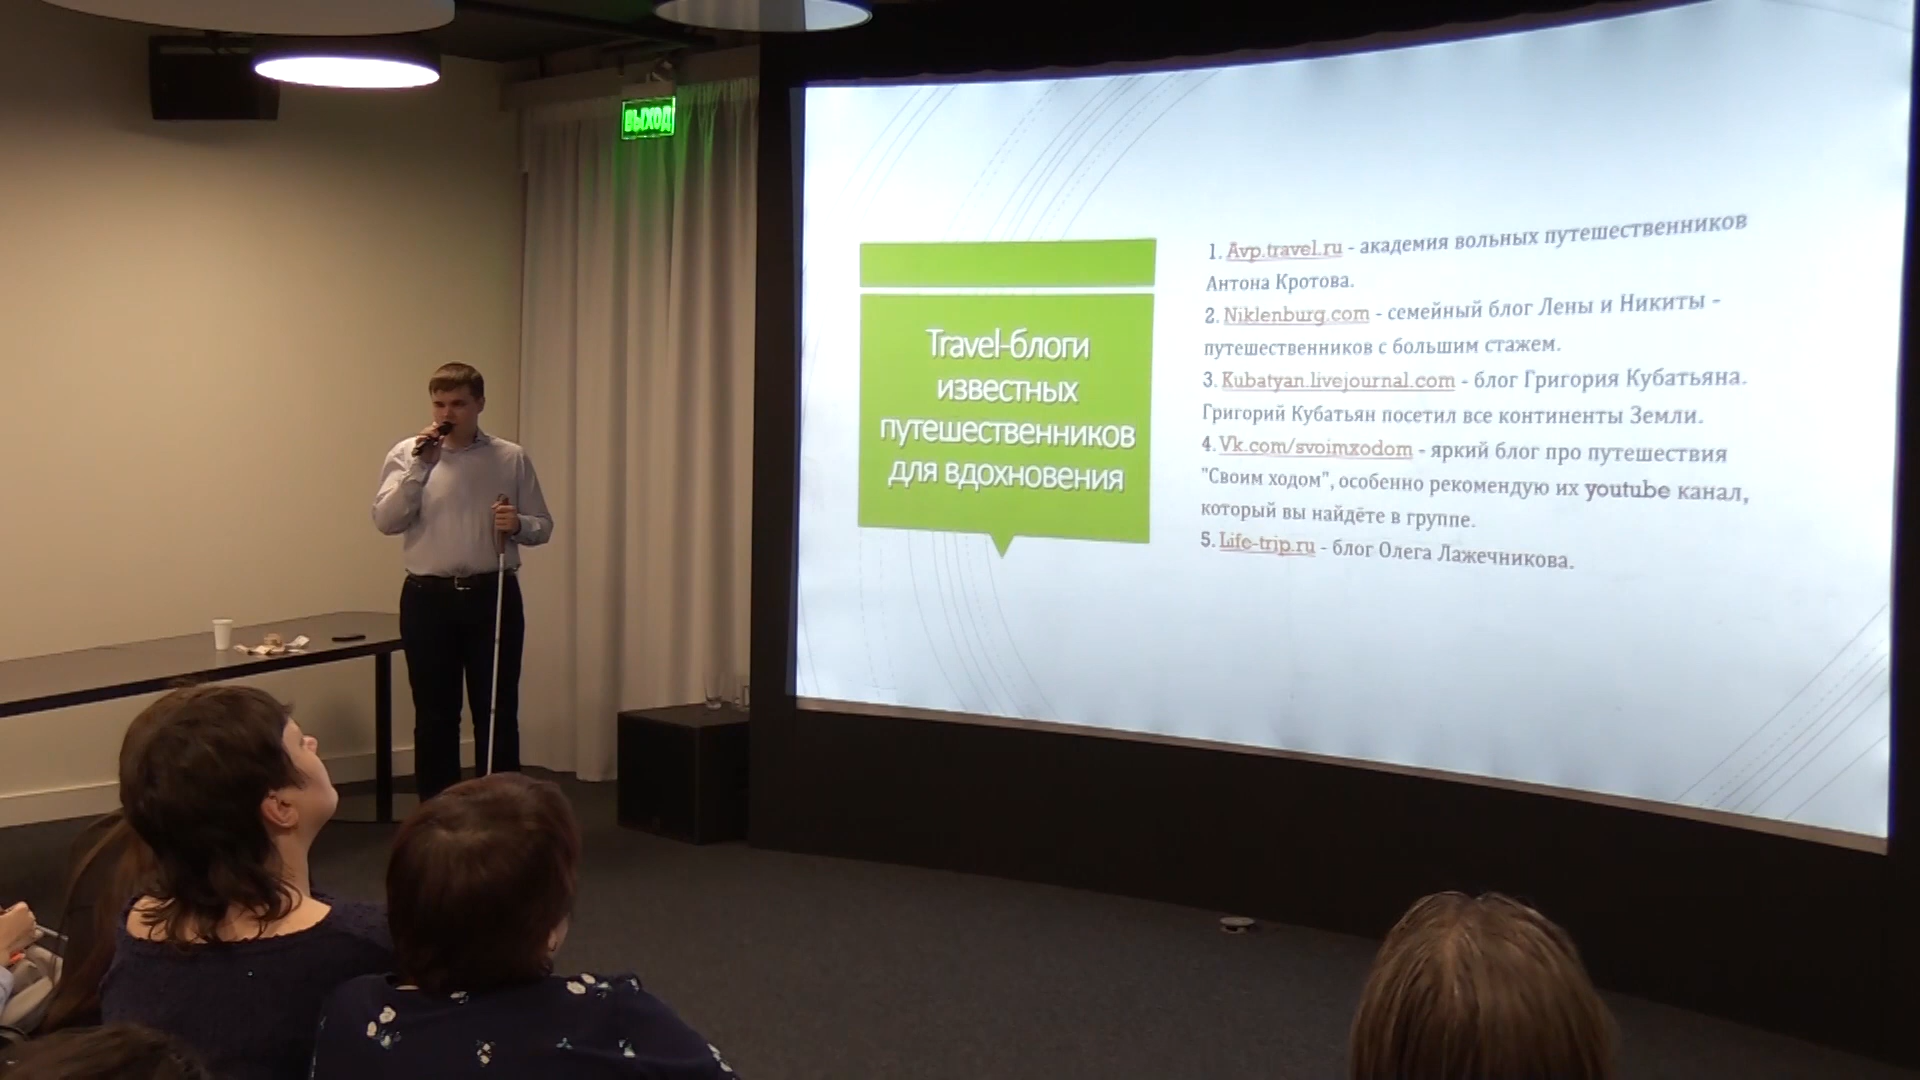 ВЫХОД
Travel-блоги
известных
путешественников
для вдохновения
1. Avp.travel.ru - академия вольных путешественников
Антона Кротова.
2. Niklenburg.com - семейный блог Лены и Никиты -
путешественников с большим стажем.
3. Kubatyan.livejournal.com - блог Григория Кубатьяна.
Григорий Кубатьян посетил все континенты Земли.
4. Vk.com/svoimxodom - яркий блог про путешествия
"Своим ходом", особенно рекомендую их youtube канал,
который вы найдёте в группе.
5. Life-trip.ru - блог Олега Лажечникова.